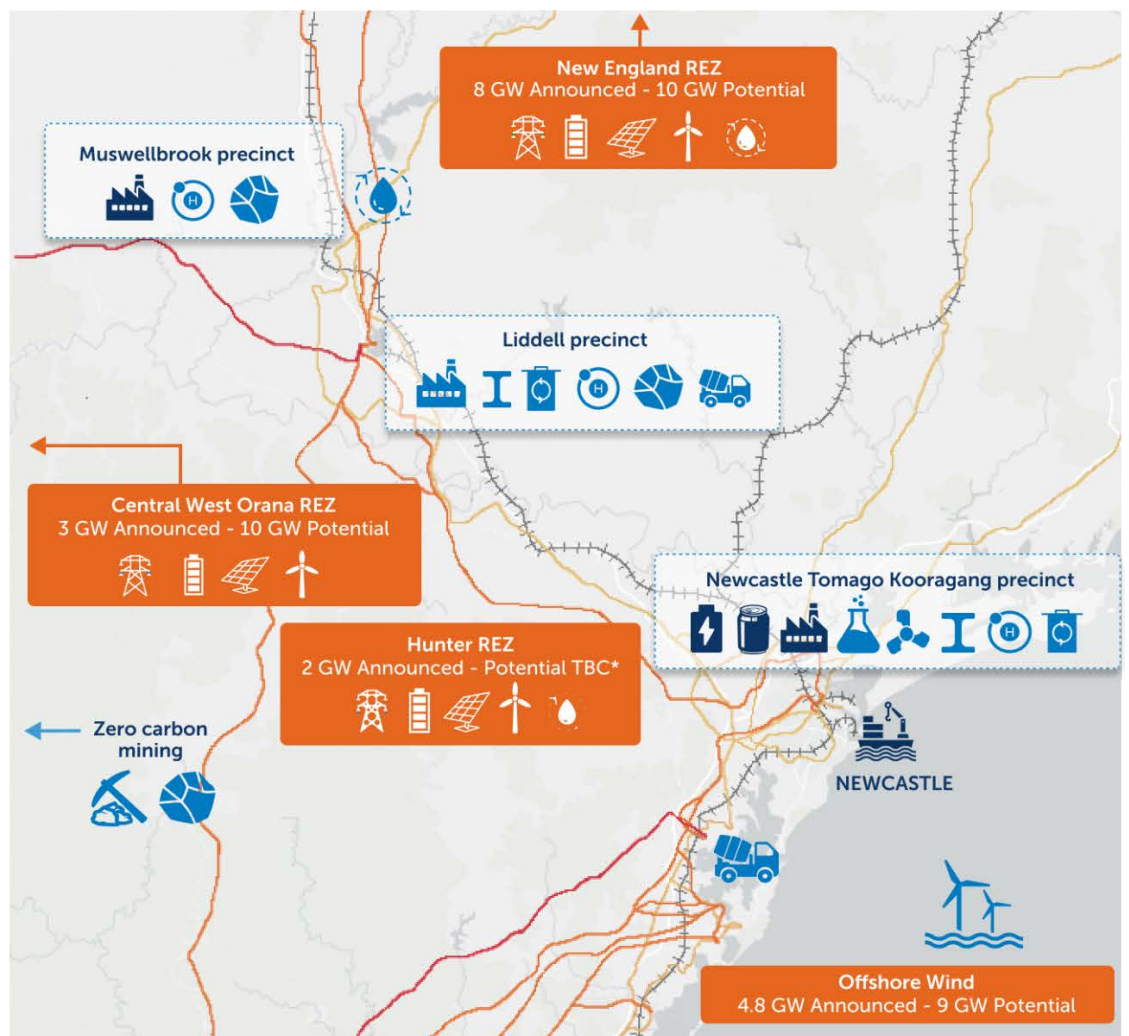 New England REZ
8 GW Announced - 10 GW Potential
Muswellbrook precinct
H
Liddell precinct
H
Central West Orana REZ
3 GW Announced - 10 GW Potential
Newcastle Tomago Kooragang precinct
H
Hunter REZ
2 GW Announced - Potential TBC*
Zero carbon
mining
NEWCASTLE
Offshore Wind
4.8 GW Announced - 9 GW Potential